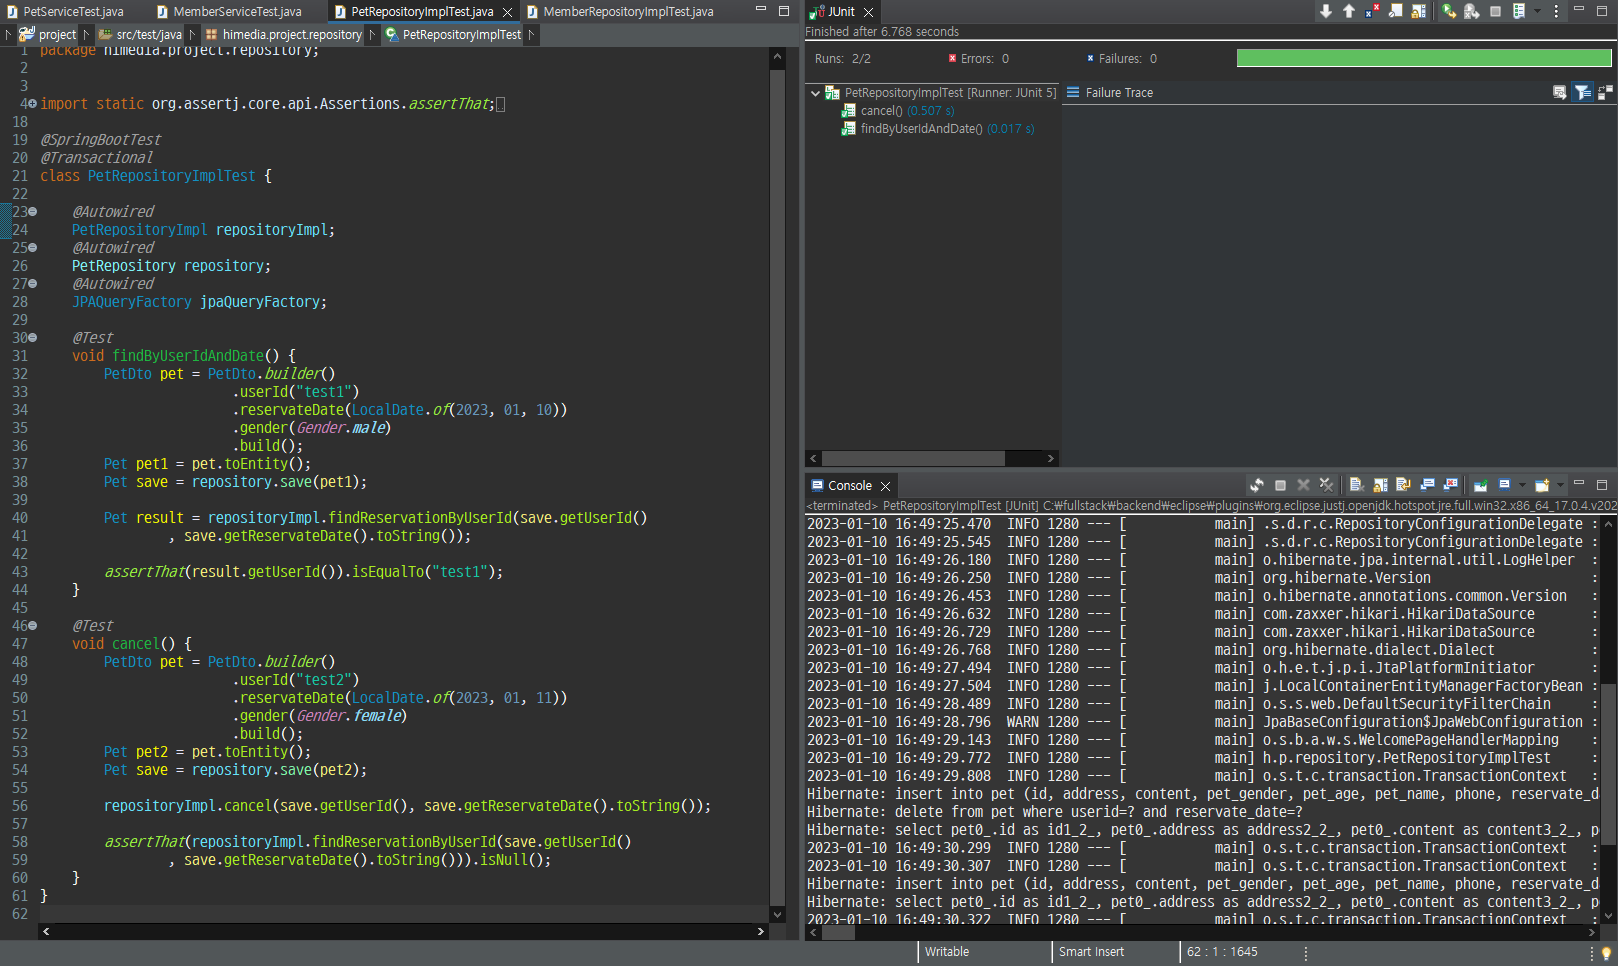 PetServiceTest.java
MemberServiceTest.java
PetRepositoryImplTest.java
MemberRepositoryImplTest.java
project
src/test/java
himedia.project.repository
PetRepositoryImplTest
1 package himedia.project.repository;
2
3
4 import static org.assertj.core.api.Assertions.assertThat;
18
19 @SpringBootTest
20 @Transactional
21 class PetRepositoryImplTest {
22
23 @Autowired
24 PetRepositoryImpl repositoryImpl;
25 @Autowired
26 PetRepository repository;
27 @Autowired
28 JPAQueryFactory jpaQueryFactory;
29
30 @Test
31 void findByUserIdAndDate() {
32 PetDto pet = PetDto.builder()
33 .userId("test1")
34 .reservateDate(LocalDate.of(2023, 01, 10))
35 .gender(Gender.male)
36 .build();
37 Pet pet1 = pet.toEntity();
38 Pet save = repository.save(pet1);
39
40 Pet result = repositoryImpl.findReservationByUserId(save.getUserId()
41 , save.getReservateDate().toString());
42
43 assertThat(result.getUserId()).isEqualTo("test1");
44 }
45
46 @Test
47 void cancel() {
48 PetDto pet = PetDto.builder()
49 .userId("test2")
50 .reservateDate(LocalDate.of(2023, 01, 11))
51 .gender(Gender.female)
52 .build();
53 Pet pet2 = pet.toEntity();
54 Pet save = repository.save(pet2);
55
56 repositoryImpl.cancel(save.getUserId(), save.getReservateDate().toString());
57
58 assertThat(repositoryImpl.findReservationByUserId(save.getUserId()
59 , save.getReservateDate().toString())).isNull();
60 }
61 }
62
JUnit
Finished after 6.768 seconds
Runs: 2/2
Errors: 0
Failures: 0
PetRepositoryImplTest [Runner: JUnit 5]
cancel() (0.507 s)
findByUserIdAndDate() (0.017 s)
Failure Trace
Console
<terminated> PetRepositoryImplTest [JUnit] C:₩fullstack₩backend₩eclipse₩plugins₩org.eclipse.justj.openjdk.hotspot.jre.full.win32.x86_64_17.0.4.v202
2023-01-10 16:49:25.470 INFO 1280 --- [ main] .s.d.r.c.RepositoryConfigurationDelegate :
2023-01-10 16:49:25.545 INFO 1280 --- [ main] .s.d.r.c.RepositoryConfigurationDelegate :
2023-01-10 16:49:26.180 INFO 1280 --- [ main] o.hibernate.jpa.internal.util.LogHelper :
2023-01-10 16:49:26.250 INFO 1280 --- [ main] org.hibernate.Version :
2023-01-10 16:49:26.453 INFO 1280 --- [ main] o.hibernate.annotations.common.Version :
2023-01-10 16:49:26.632 INFO 1280 --- [ main] com.zaxxer.hikari.HikariDataSource :
2023-01-10 16:49:26.729 INFO 1280 --- [ main] com.zaxxer.hikari.HikariDataSource :
2023-01-10 16:49:26.768 INFO 1280 --- [ main] org.hibernate.dialect.Dialect :
2023-01-10 16:49:27.494 INFO 1280 --- [ main] o.h.e.t.j.p.i.JtaPlatformInitiator :
2023-01-10 16:49:27.504 INFO 1280 --- [ main] j.LocalContainerEntityManagerFactoryBean :
2023-01-10 16:49:28.489 INFO 1280 --- [ main] o.s.s.web.DefaultSecurityFilterChain :
2023-01-10 16:49:28.796 WARN 1280 --- [ main] JpaBaseConfiguration$JpaWebConfiguration :
2023-01-10 16:49:29.143 INFO 1280 --- [ main] o.s.b.a.w.s.WelcomePageHandlerMapping :
2023-01-10 16:49:29.772 INFO 1280 --- [ main] h.p.repository.PetRepositoryImplTest :
2023-01-10 16:49:29.808 INFO 1280 --- [ main] o.s.t.c.transaction.TransactionContext :
Hibernate: insert into pet (id, address, content, pet_gender, pet_age, pet_name, phone, reservate_d
Hibernate: delete from pet where userid=? and reservate_date=?
Hibernate: select pet0_.id as id1_2_, pet0_.address as address2_2_, pet0_.content as content3_2_, p
2023-01-10 16:49:30.299 INFO 1280 --- [ main] o.s.t.c.transaction.TransactionContext :
2023-01-10 16:49:30.307 INFO 1280 --- [ main] o.s.t.c.transaction.TransactionContext :
Hibernate: insert into pet (id, address, content, pet_gender, pet_age, pet_name, phone, reservate_d
Hibernate: select pet0_.id as id1_2_, pet0_.address as address2_2_, pet0_.content as content3_2_, p
2023-01-10 16:49:30.322 INFO 1280 --- [ main] o.s.t.c.transaction.TransactionContext :
Writable
Smart Insert
62 : 1 : 1645